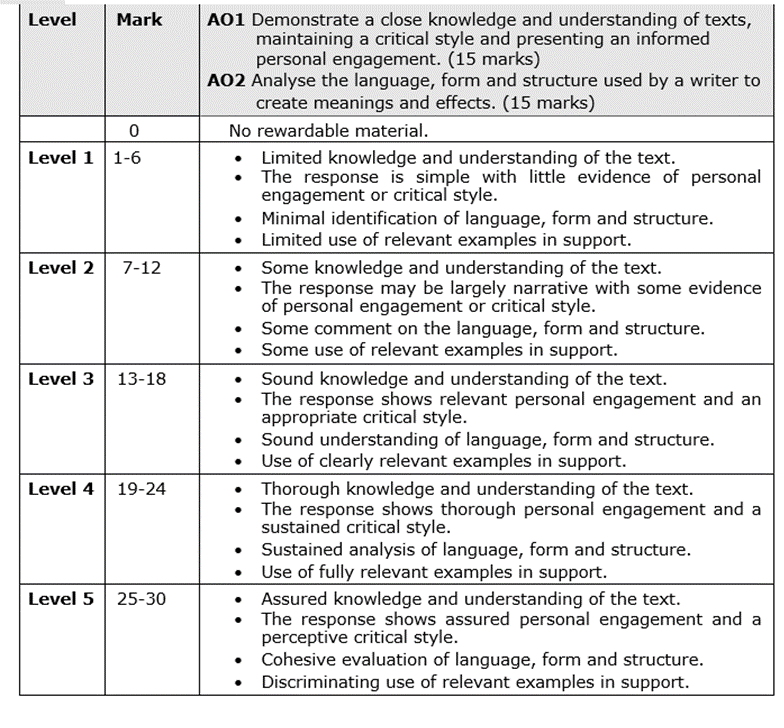 Level Mark AO1 Demonstrate a close knowledge and understanding of texts,
maintaining a critical style and presenting an informed
personal engagement. (15 marks)
AO2 Analyse the language, form and structure used by a writer to
create meanings and effects. (15 marks)
0 No rewardable material.
Level 1 1-6 • Limited knowledge and understanding of the text.
• The response is simple with little evidence of personal
engagement or critical style.
• Minimal identification of language, form and structure.
• Limited use of relevant examples in support.
Level 2 7-12 • Some knowledge and understanding of the text.
• The response may be largely narrative with some evidence
of personal engagement or critical style.
• Some comment on the language, form and structure.
• Some use of relevant examples in support.
Level 3 13-18 • Sound knowledge and understanding of the text.
• The response shows relevant personal engagement and an
appropriate critical style.
• Sound understanding of language, form and structure.
• Use of clearly relevant examples in support.
Level 4 19-24 • Thorough knowledge and understanding of the text.
• The response shows thorough personal engagement and a
sustained critical style.
• Sustained analysis of language, form and structure.
• Use of fully relevant examples in support.
Level 5 25-30 • Assured knowledge and understanding of the text.
• The response shows assured personal engagement and a
perceptive critical style.
• Cohesive evaluation of language, form and structure.
• Discriminating use of relevant examples in support.